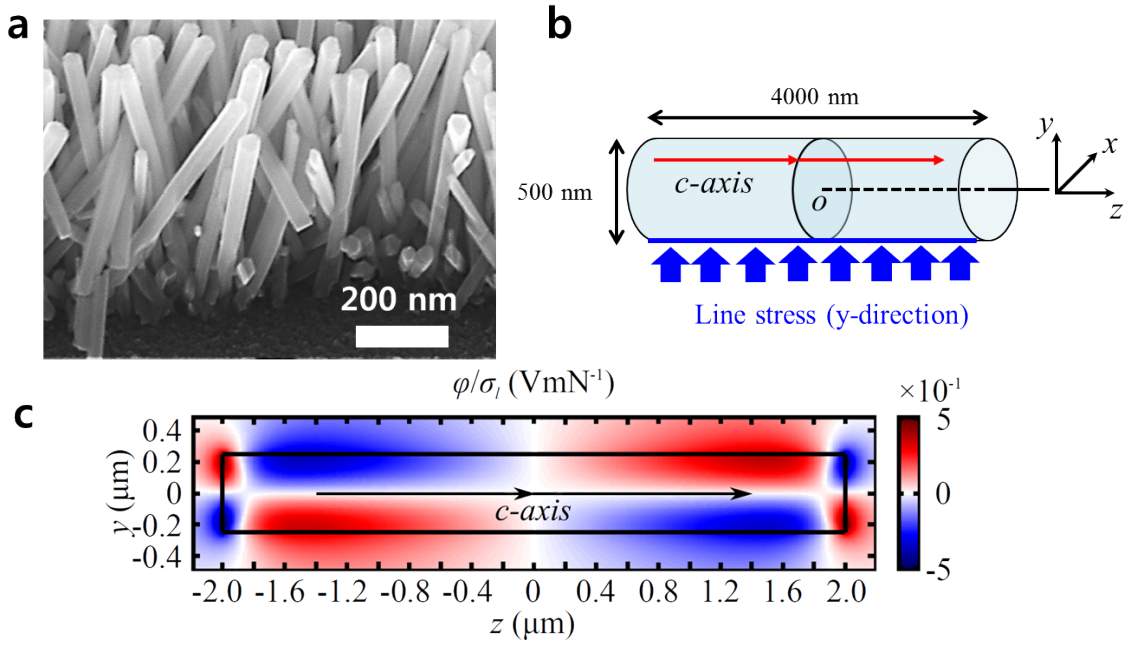 a
200 nm
b
4000 nm
500 nm
c-axis
o
y
x
z
Line stress (y-direction)
c
φ/σₗ (VmN⁻¹)
×10⁻¹
0.4
0.2
0
-0.2
-0.4
y (μm)
c-axis
5
0
-5
-2.0 -1.6 -1.2 -0.8 -0.4 0 0.4 0.8 1.2 1.6 2.0
z (μm)